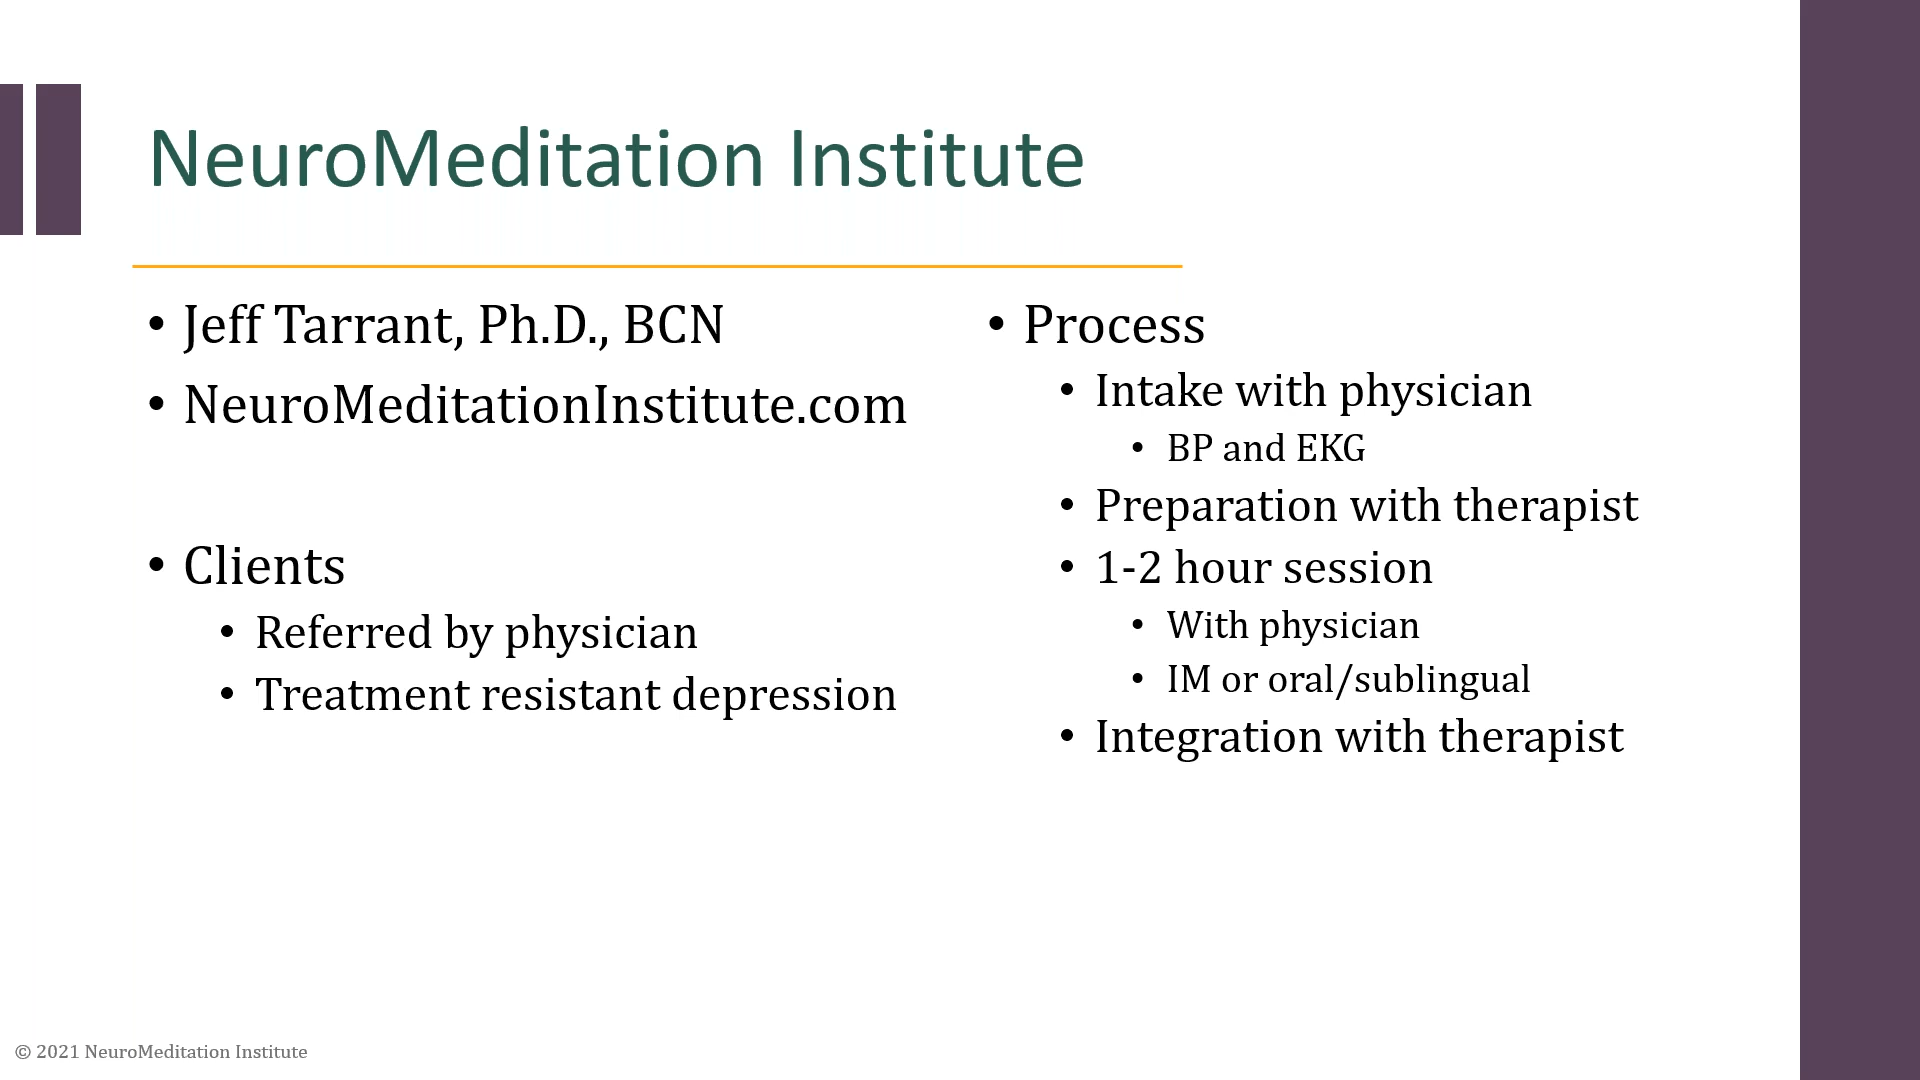 NeuroMeditation Institute
• Jeff Tarrant, Ph.D., BCN
• NeuroMeditationInstitute.com
• Clients
• Referred by physician
• Treatment resistant depression
• Process
• Intake with physician
• BP and EKG
• Preparation with therapist
• 1-2 hour session
• With physician
• IM or oral/sublingual
• Integration with therapist
© 2021 NeuroMeditation Institute